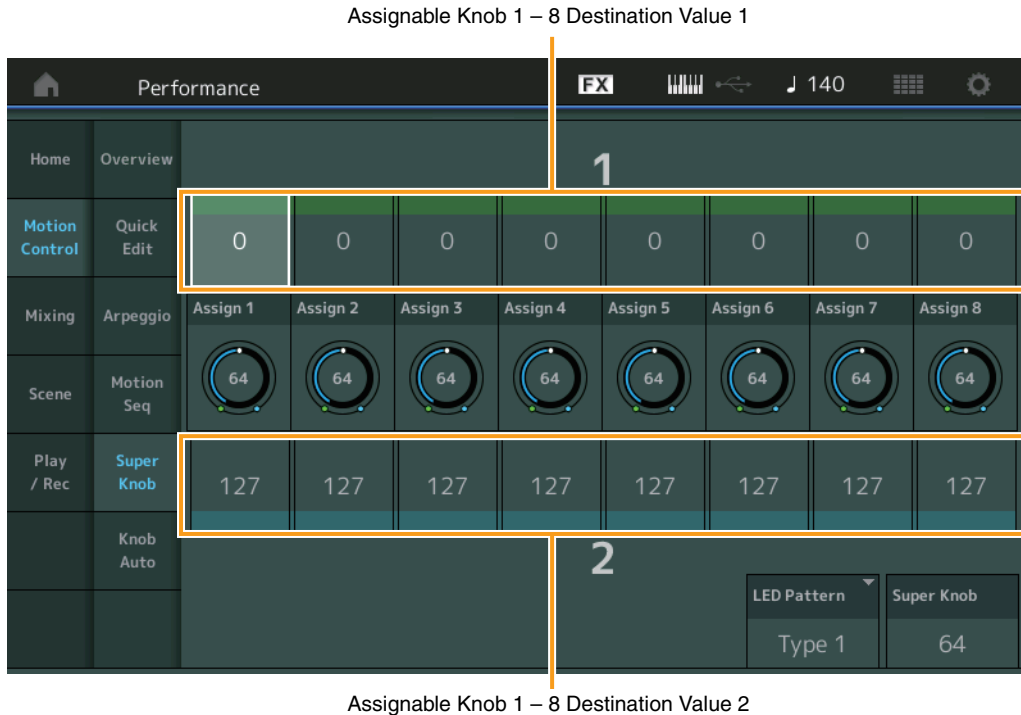 Assignable Knob 1 – 8 Destination Value 1
Performance
FX
140
Home
Overview
1
Motion Control
Quick Edit
0 0 0 0 0 0 0 0
Mixing
Arpeggio
Assign 1 Assign 2 Assign 3 Assign 4 Assign 5 Assign 6 Assign 7 Assign 8
Scene
Motion Seq
64 64 64 64 64 64 64 64
Play / Rec
Super Knob
127 127 127 127 127 127 127 127
Knob Auto
2
LED Pattern
Super Knob
Type 1
64
Assignable Knob 1 – 8 Destination Value 2